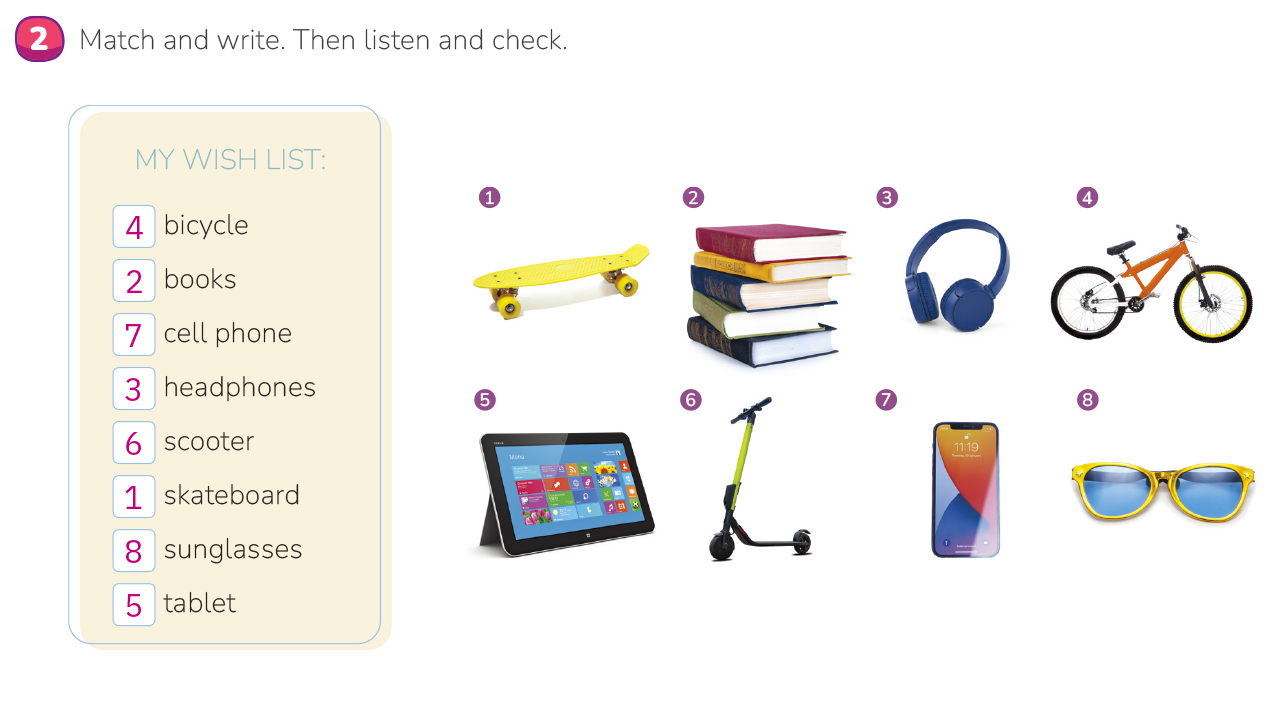 2 Match and write. Then listen and check.
MY WISH LIST:
4 bicycle
2 books
7 cell phone
3 headphones
6 scooter
1 skateboard
8 sunglasses
5 tablet
1 2 3 4
5 6 7 8
Menu
11:19